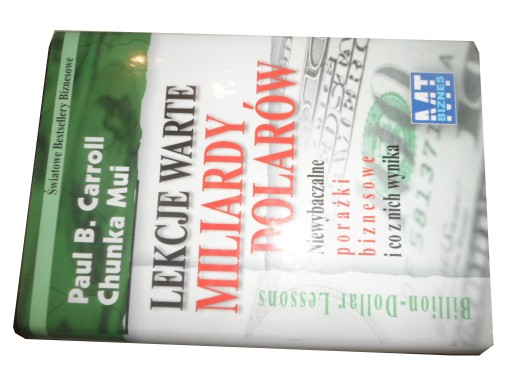 Światowe Bestsellery Biznesowe
Paul B. Carroll
Chunka Mui
LEKCJE WARTE
MILIARDY
DOLARÓW
Niewybaczalne
porażki
biznesowe
i co z nich wynika
Billion-Dollar Lessons
MT
BIZNES